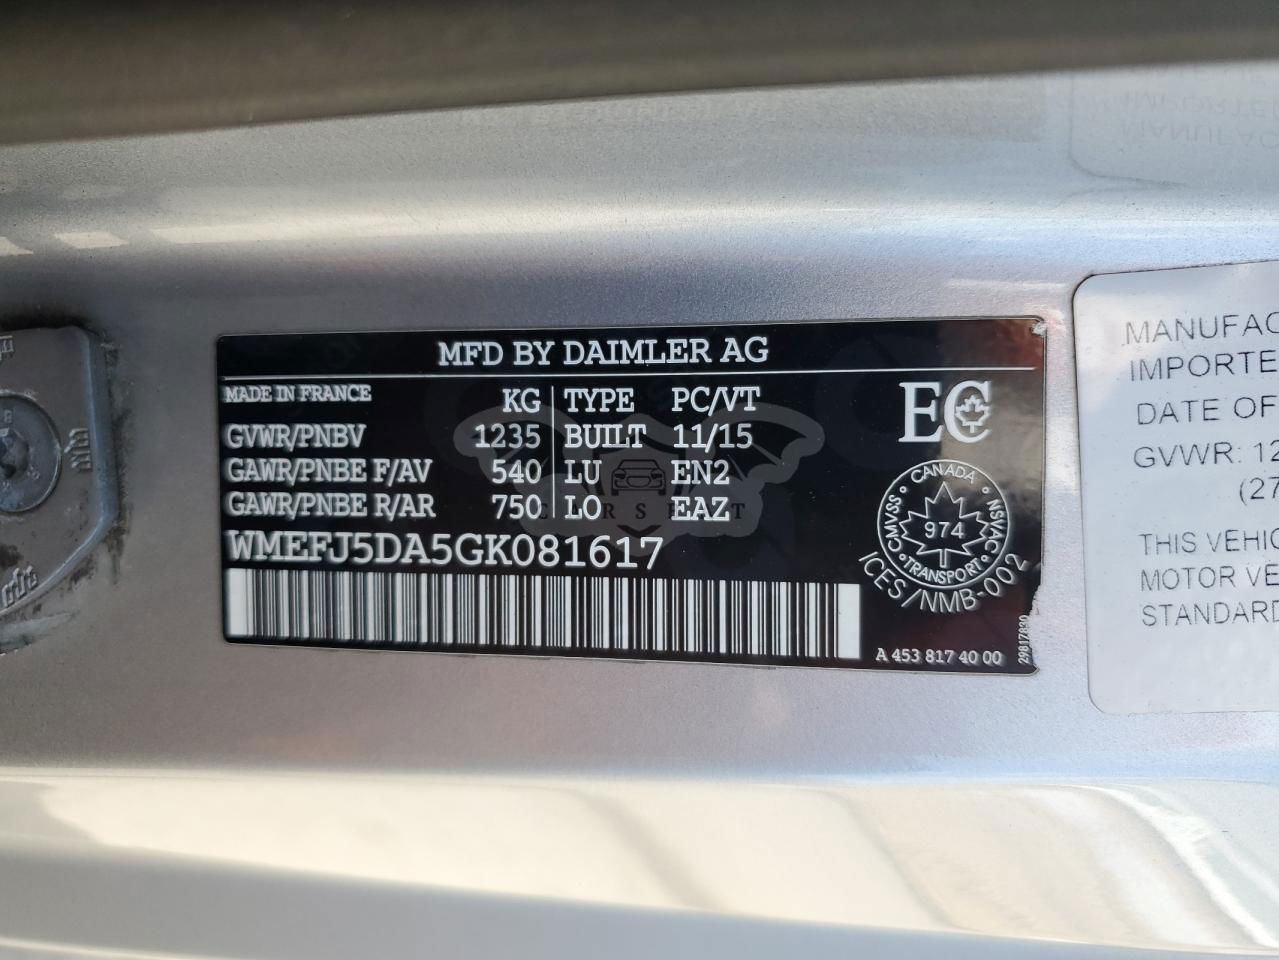 MFD BY DAIMLER AG
MADE IN FRANCE KG TYPE PC/VT
GVWR/PNBV 1235 BUILT 11/15
GAWR/PNBE F/AV 540 LU EN2
GAWR/PNBE R/AR 750 LO EAZ
WMEFJ5DA5GK081617
EC
CANADA
CMVSS
NSVAC
974
TRANSPORT
ICES/NMB-002
A 453 817 40 00
29817830
MANUFAC
IMPORTE
DATE OF
GVWR: 12
(27
THIS VEHIC
MOTOR VE
STANDARD